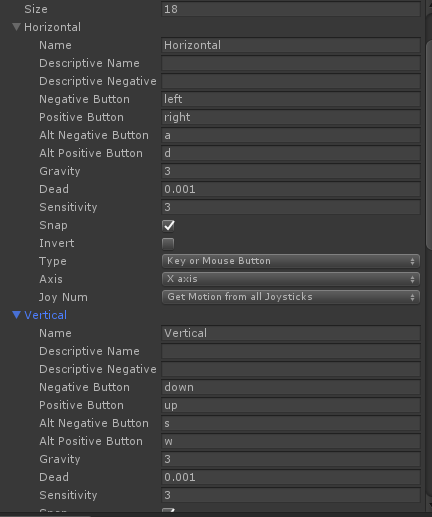 Size 18
Horizontal
Name Horizontal
Descriptive Name
Descriptive Negative
Negative Button left
Positive Button right
Alt Negative Button a
Alt Positive Button d
Gravity 3
Dead 0.001
Sensitivity 3
Snap
Invert
Type Key or Mouse Button
Axis X axis
Joy Num Get Motion from all Joysticks
Vertical
Name Vertical
Descriptive Name
Descriptive Negative
Negative Button down
Positive Button up
Alt Negative Button s
Alt Positive Button w
Gravity 3
Dead 0.001
Sensitivity 3
Snap